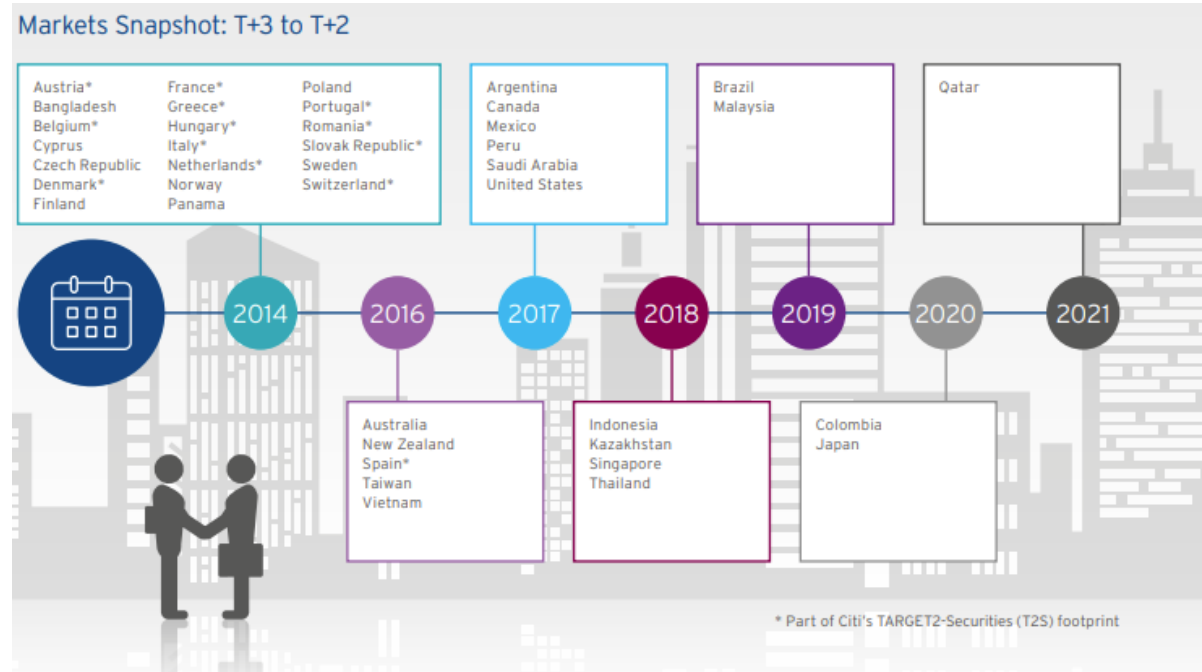 Markets Snapshot: T+3 to T+2
Austria*
Bangladesh
Belgium*
Cyprus
Czech Republic
Denmark*
Finland
France*
Greece*
Hungary*
Italy*
Netherlands*
Norway
Panama
Poland
Portugal*
Romania*
Slovak Republic*
Sweden
Switzerland*
Argentina
Canada
Mexico
Peru
Saudi Arabia
United States
Brazil
Malaysia
Qatar
2014
2016
2017
2018
2019
2020
2021
Australia
New Zealand
Spain*
Taiwan
Vietnam
Indonesia
Kazakhstan
Singapore
Thailand
Colombia
Japan
* Part of Citi's TARGET2-Securities (T2S) footprint